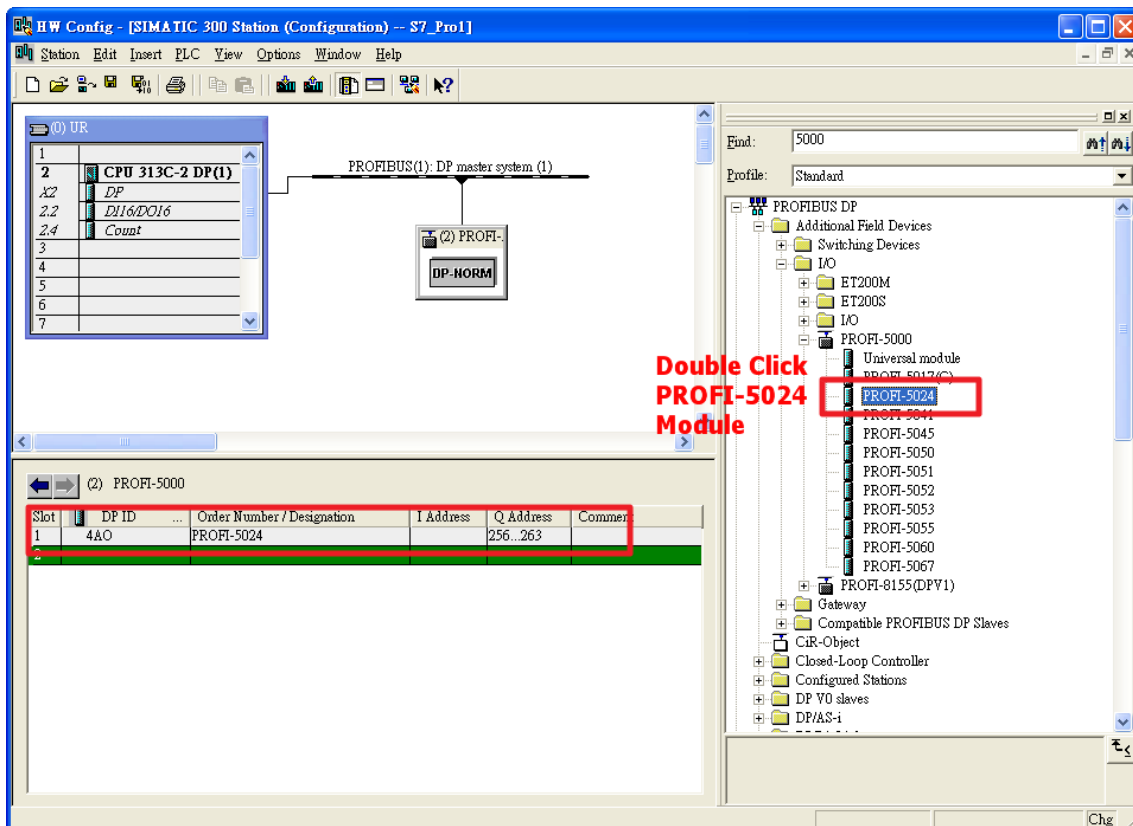 HW Config - [SIMATIC 300 Station (Configuration) -- S7_Pro1]
Station Edit Insert PLC View Options Window Help
(0) UR
1
2 CPU 313C-2 DP(1)
X2 DP
2.2 DI16/DO16
2.4 Count
3
4
5
6
7
PROFIBUS(1): DP master system (1)
(2) PROFI-.
DP-NORM
Find: 5000
Profile: Standard
PROFIBUS DP
Additional Field Devices
Switching Devices
I/O
ET200M
ET200S
I/O
PROFI-5000
Universal module
PROFI-5017(C)
PROFI-5024
PROFI-5041
PROFI-5045
PROFI-5050
PROFI-5051
PROFI-5052
PROFI-5053
PROFI-5055
PROFI-5060
PROFI-5067
PROFI-8155(DPV1)
Gateway
Compatible PROFIBUS DP Slaves
CiR-Object
Closed-Loop Controller
Configured Stations
DP V0 slaves
DP/AS-i
Double Click
PROFI-5024
Module
(2) PROFI-5000
Slot DP ID ... Order Number / Designation I Address Q Address Comment
1 4AO PROFI-5024 256...263
2
Chg